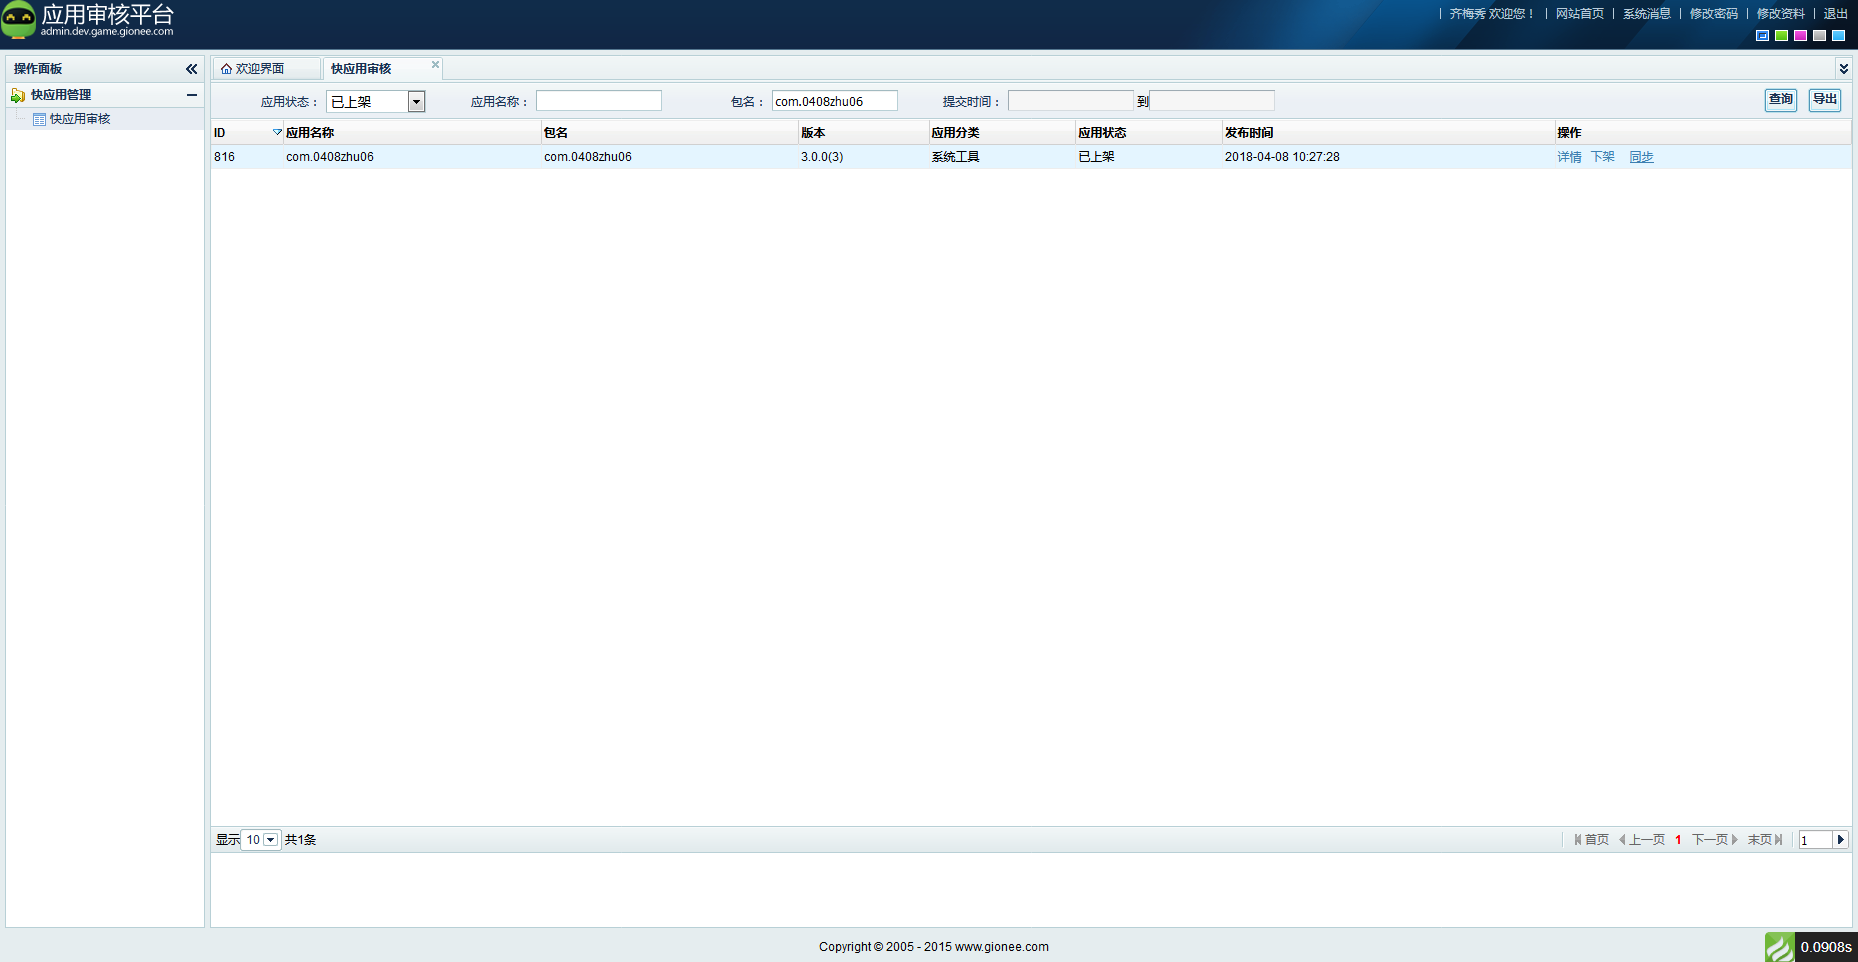 应用审核平台
admin.dev.game.gionee.com
| 齐梅秀 欢迎您！ | 网站首页 | 系统消息 | 修改密码 | 修改资料 | 退出
操作面板
快应用管理
快应用审核
欢迎界面 快应用审核
应用状态： 已上架 应用名称： 包名： com.0408zhu06 提交时间： 到 查询 导出
ID 应用名称 包名 版本 应用分类 应用状态 发布时间 操作
816 com.0408zhu06 com.0408zhu06 3.0.0(3) 系统工具 已上架 2018-04-08 10:27:28 详情 下架 同步
显示 10 共1条 首页 上一页 1 下一页 末页 1
Copyright © 2005 - 2015 www.gionee.com
0.0908s